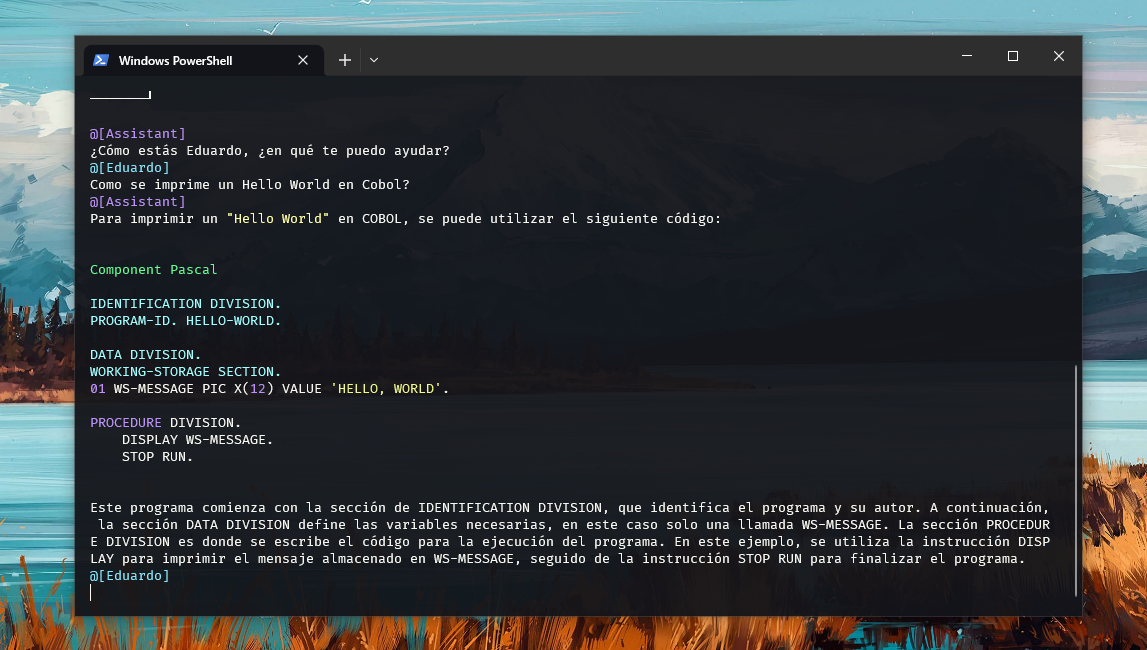 Windows PowerShell
@[Assistant]
¿Cómo estás Eduardo, ¿en qué te puedo ayudar?
@[Eduardo]
Como se imprime un Hello World en Cobol?
@[Assistant]
Para imprimir un "Hello World" en COBOL, se puede utilizar el siguiente código:
Component Pascal
IDENTIFICATION DIVISION.
PROGRAM-ID. HELLO-WORLD.
DATA DIVISION.
WORKING-STORAGE SECTION.
01 WS-MESSAGE PIC X(12) VALUE 'HELLO, WORLD'.
PROCEDURE DIVISION.
    DISPLAY WS-MESSAGE.
    STOP RUN.
Este programa comienza con la sección de IDENTIFICATION DIVISION, que identifica el programa y su autor. A continuación,
 la sección DATA DIVISION define las variables necesarias, en este caso solo una llamada WS-MESSAGE. La sección PROCEDUR
E DIVISION es donde se escribe el código para la ejecución del programa. En este ejemplo, se utiliza la instrucción DISP
LAY para imprimir el mensaje almacenado en WS-MESSAGE, seguido de la instrucción STOP RUN para finalizar el programa.
@[Eduardo]